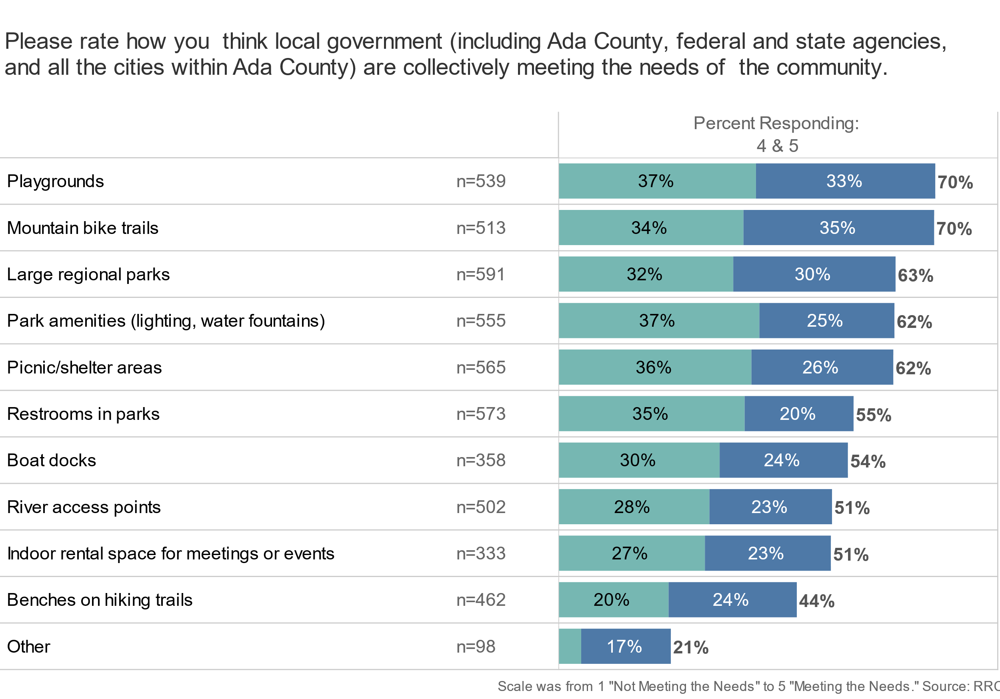 Please rate how you  think local government (including Ada County, federal and state agencies,
and all the cities within Ada County) are collectively meeting the needs of  the community.
Percent Responding:
4 & 5
Playgrounds n=539 37% 33% 70%
Mountain bike trails n=513 34% 35% 70%
Large regional parks n=591 32% 30% 63%
Park amenities (lighting, water fountains) n=555 37% 25% 62%
Picnic/shelter areas n=565 36% 26% 62%
Restrooms in parks n=573 35% 20% 55%
Boat docks n=358 30% 24% 54%
River access points n=502 28% 23% 51%
Indoor rental space for meetings or events n=333 27% 23% 51%
Benches on hiking trails n=462 20% 24% 44%
Other n=98 17% 21%
Scale was from 1 "Not Meeting the Needs" to 5 "Meeting the Needs." Source: RRC